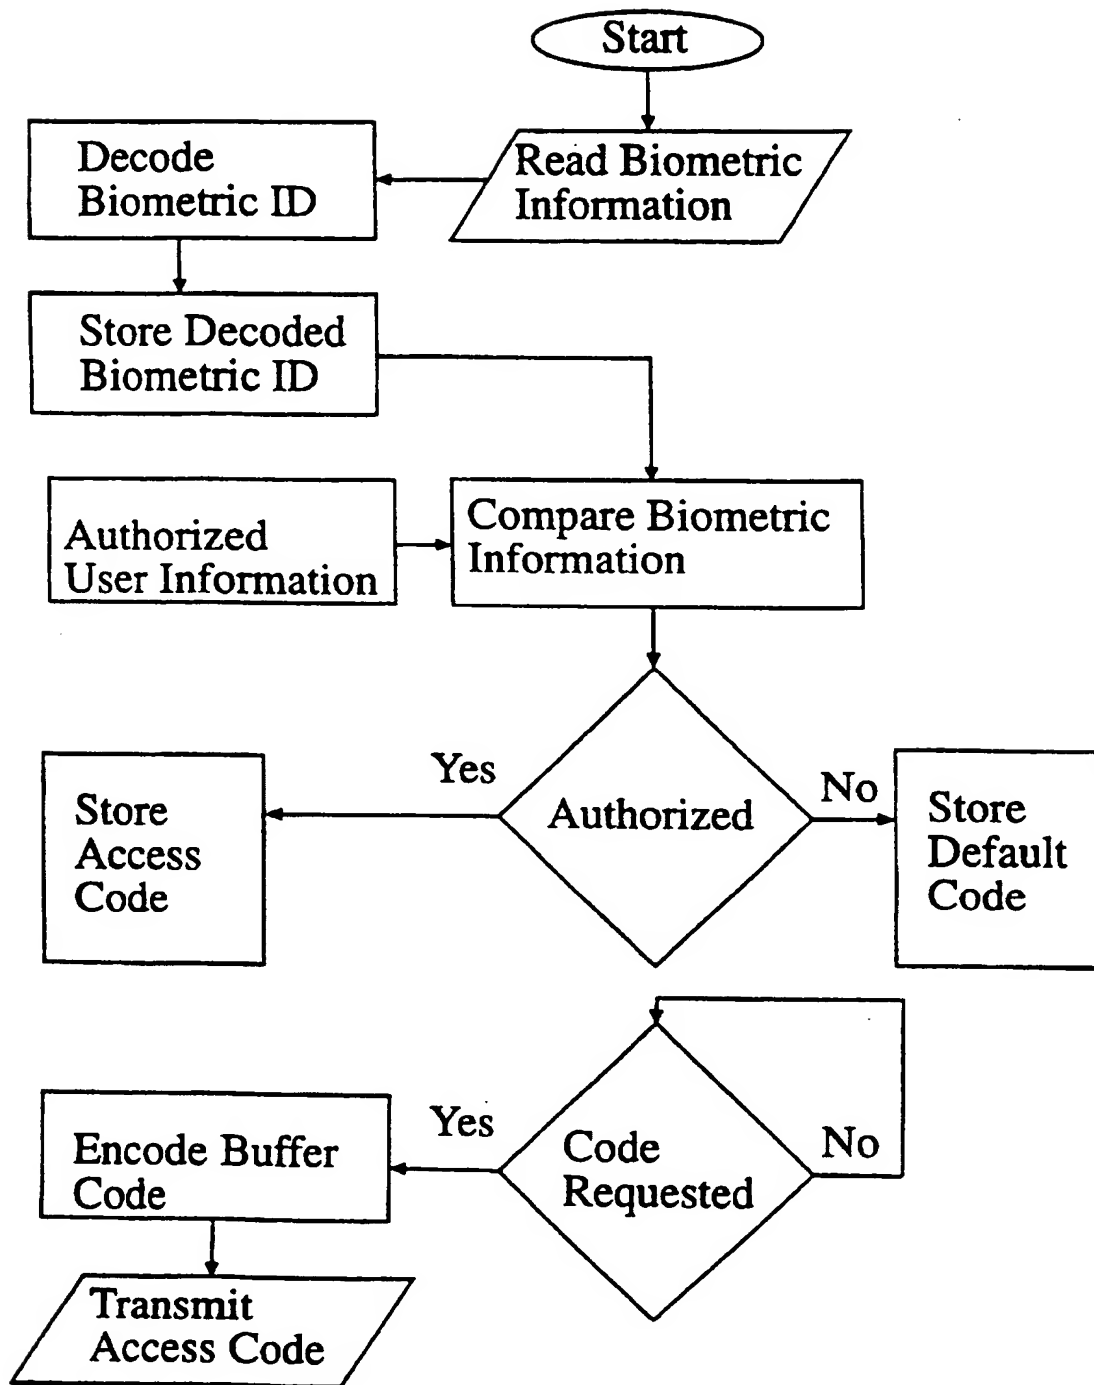 Start
Read Biometric
Information
Decode
Biometric ID
Store Decoded
Biometric ID
Authorized
User Information
Compare Biometric
Information
Authorized
Yes
No
Store
Access
Code
Store
Default
Code
Code
Requested
Yes
No
Encode Buffer
Code
Transmit
Access Code